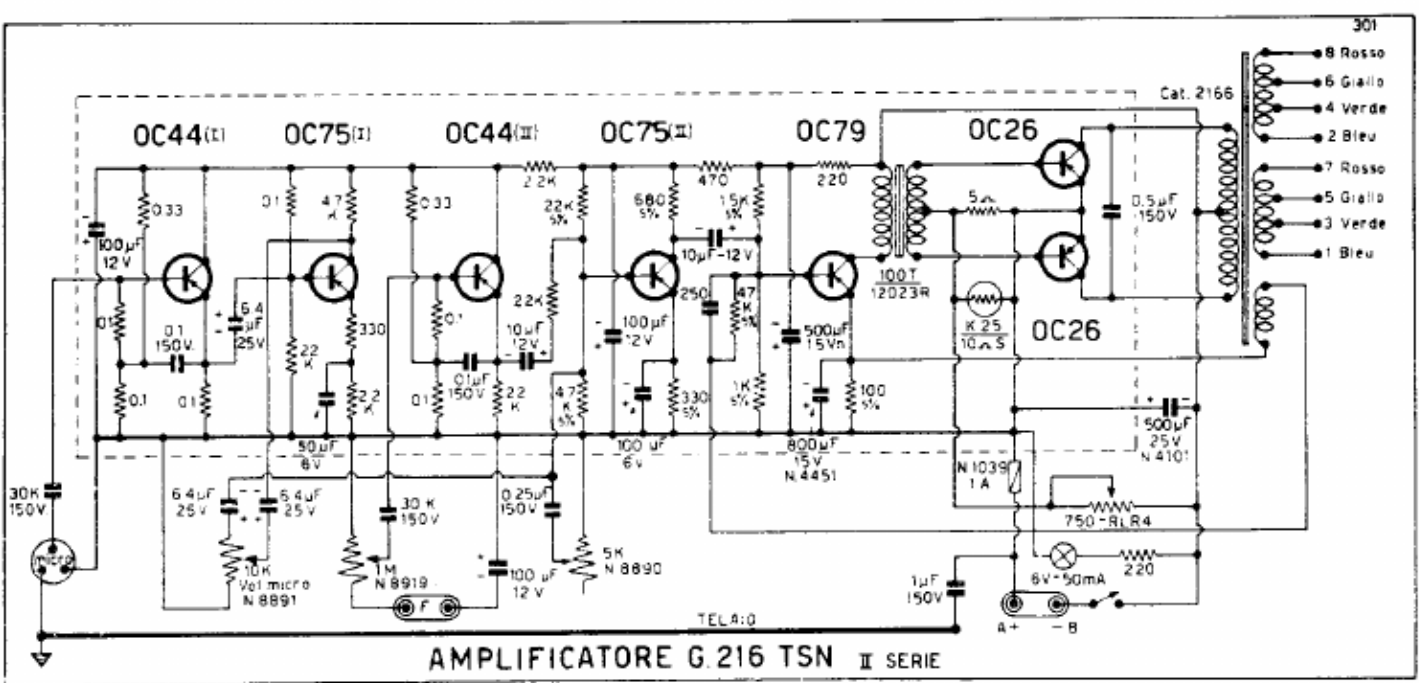 301
8 Rosso
6 Giallo
4 Verde
2 Bleu
7 Rosso
5 Giallo
3 Verde
1 Bleu
Cat. 2166
OC44(I)
OC75(I)
OC44(II)
OC75(II)
OC79
OC26
0.33
0.1
4.7
K
0.33
2.2K
22K
5%
680
5%
470
1.5K
5%
220
5Ω
0.5μF
-150V
-
+
100μF
12V
10μF-12V
100T
12023R
0.1
0.1
150V.
6.4
μF
25V
330
22
K
0.1
10μF
12V
22K
100μF
12V
250
47
K
5%
500μF
15Vn
K 25
10Ω S
OC26
0.1
0.1
2.2
K
0.1
0.1μF
150V
22
K
4.7
K
5%
330
5%
1K
5%
100
5%
50μF
6V
100 μF
6V
800μF
15V
N.4451
500μF
25V
N 4101
N 1039
1 A
30K
150V
6.4μF
25V
6.4μF
25V
30 K
150V
0.25μF
150V
750-RLR4
micro
10K
Vol micro
N 8891
1M
N 8919
100 μF
12V
5K
N 8890
1μF
150V
6V-50mA
220
F
A+
-B
TELAIO
AMPLIFICATORE G.216 TSN II SERIE